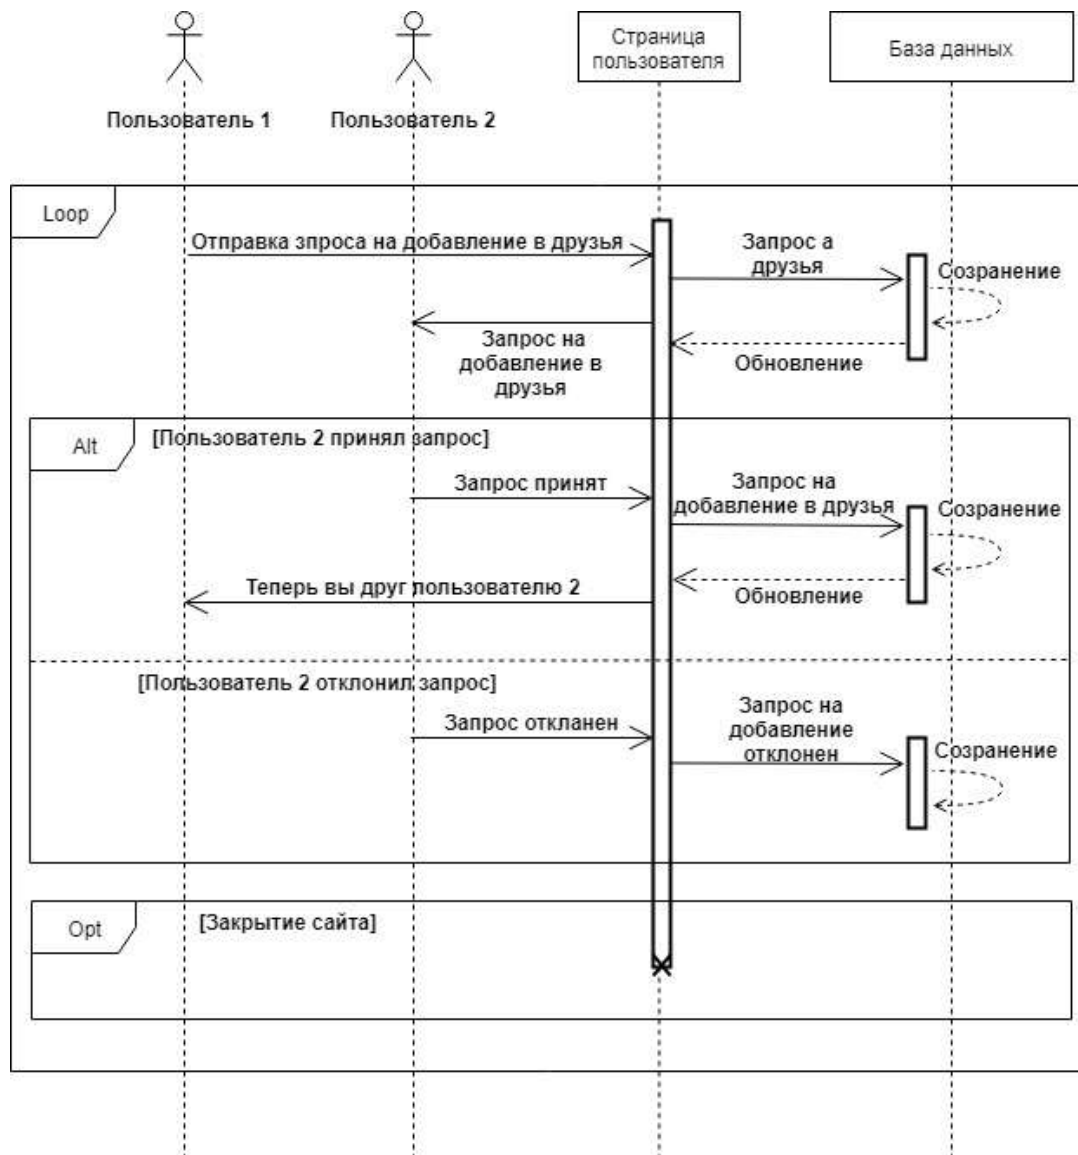 Страница
пользователя
База данных
Пользователь 1
Пользователь 2
Loop
Отправка зпроса на добавление в друзья
Запрос а
друзья
Созранение
Запрос на
добавление в
друзья
Обновление
Alt
[Пользователь 2 принял запрос]
Запрос принят
Запрос на
добавление в друзья
Созранение
Теперь вы друг пользователю 2
Обновление
[Пользователь 2 отклонил запрос]
Запрос откланен
Запрос на
добавление
отклонен
Созранение
Opt
[Закрытие сайта]